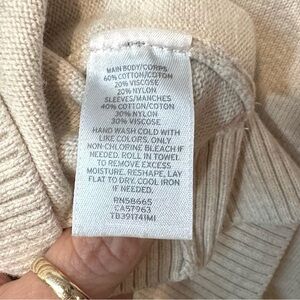 MAIN BODY/CORPS
60% COTTON/COTON
20% VISCOSE
20% NYLON
SLEEVES/MANCHES
40% COTTON/COTON
30% NYLON
30% VISCOSE
HAND WASH COLD WITH
LIKE COLORS. ONLY
NON-CHLORINE BLEACH IF
NEEDED. ROLL IN TOWEL
TO REMOVE EXCESS
MOISTURE. RESHAPE, LAY
FLAT TO DRY. COOL IRON
IF NEEDED.
RN58665
CA57963
TB391741MI